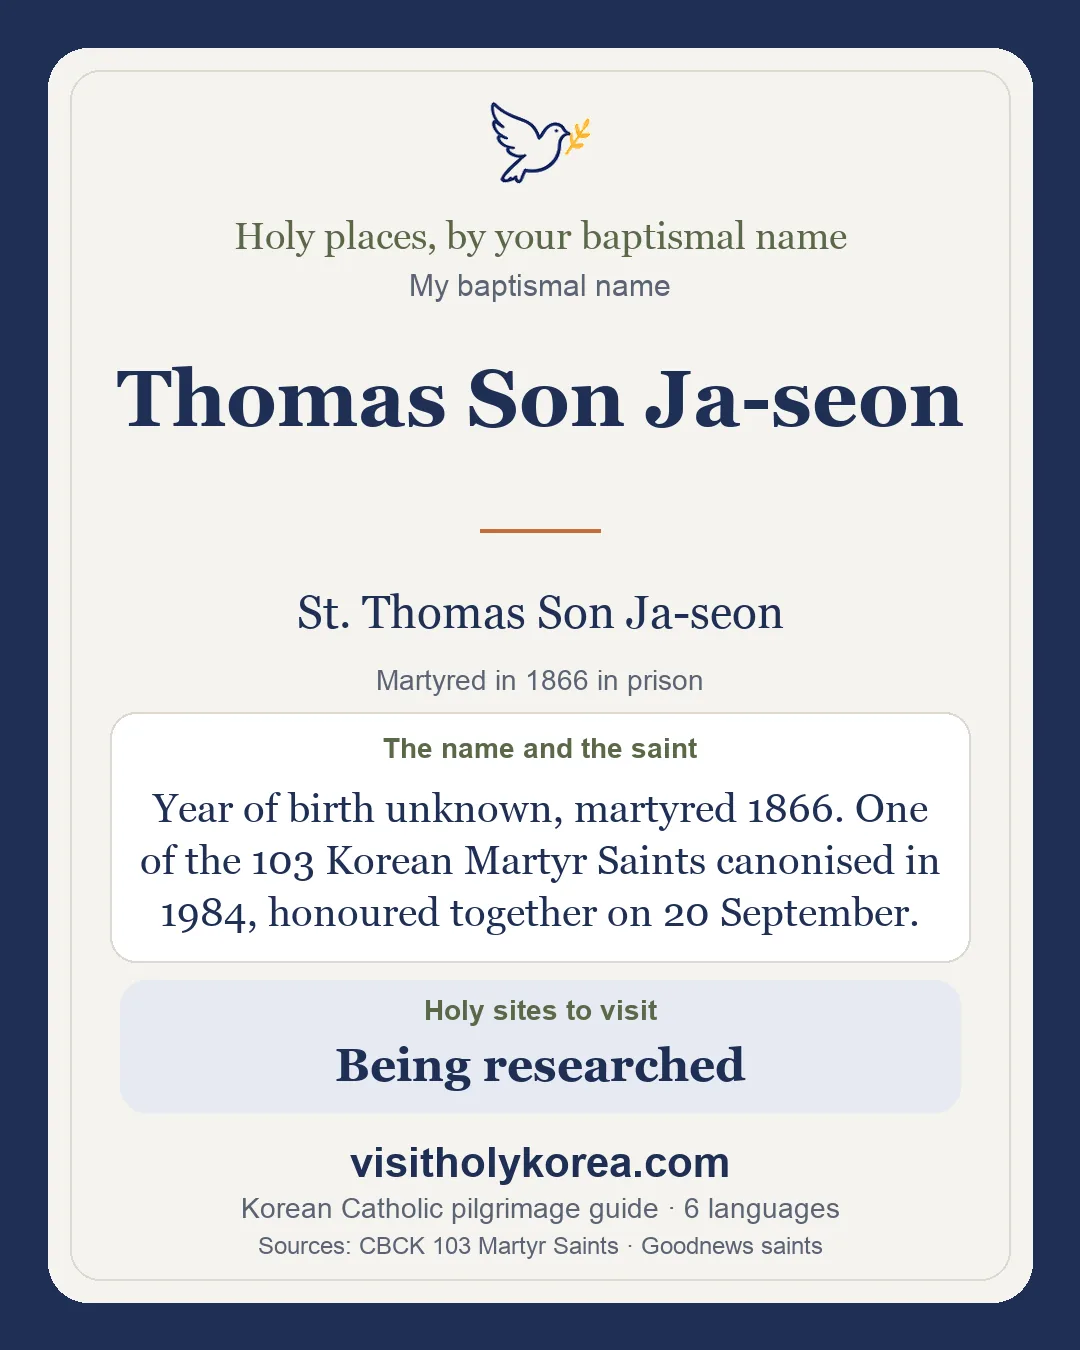 Holy places, by your baptismal name
My baptismal name
Thomas Son Ja-seon
St. Thomas Son Ja-seon
Martyred in 1866 in prison
The name and the saint
Year of birth unknown, martyred 1866. One
of the 103 Korean Martyr Saints canonised in
1984, honoured together on 20 September.
Holy sites to visit
Being researched
visitholykorea.com
Korean Catholic pilgrimage guide · 6 languages
Sources: CBCK 103 Martyr Saints · Goodnews saints